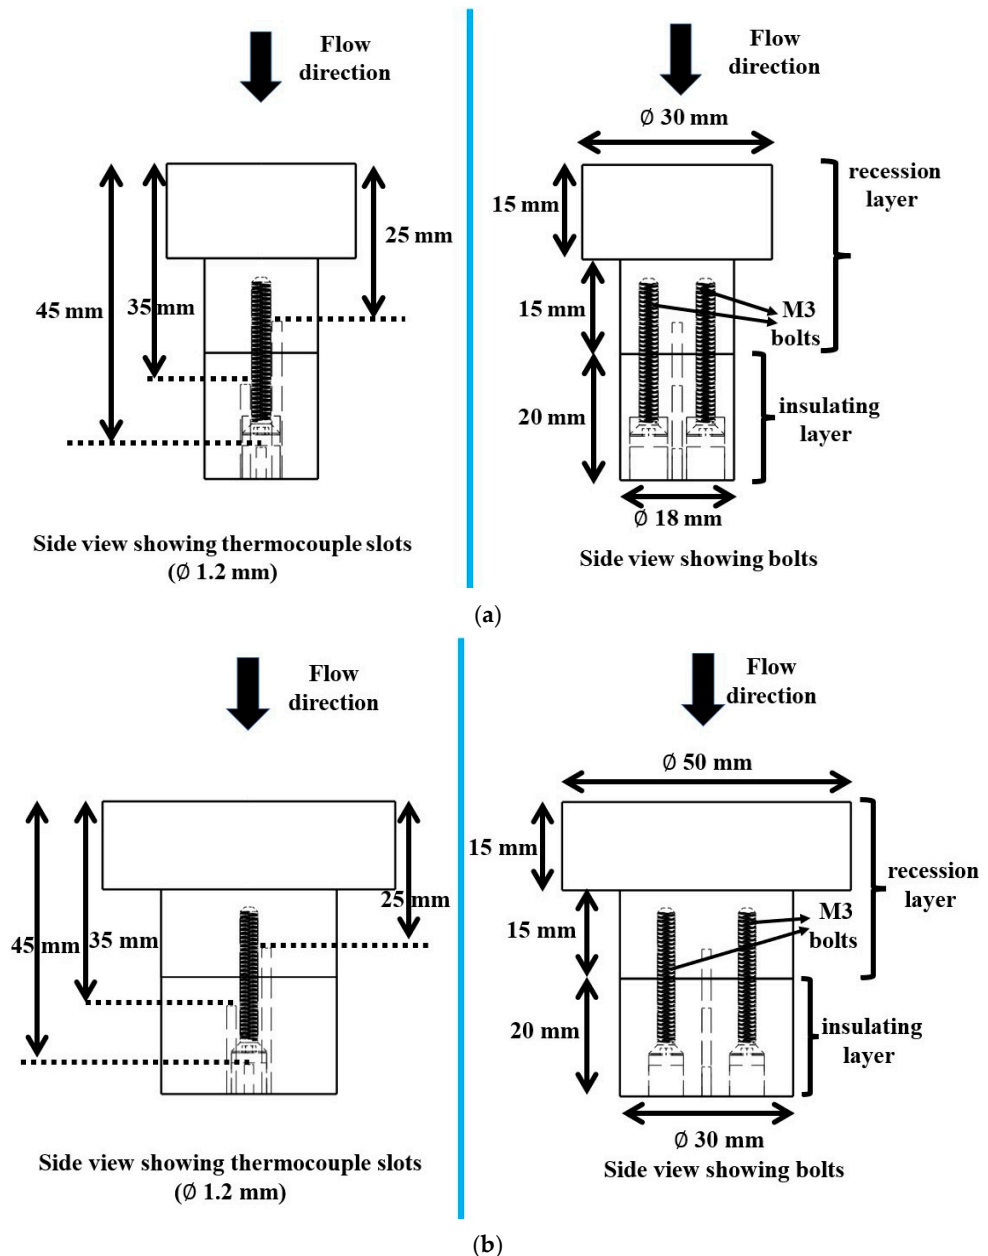 Flow
direction
25 mm
35 mm
45 mm
Side view showing thermocouple slots
(∅ 1.2 mm)
Flow
direction
∅ 30 mm
recession
layer
15 mm
15 mm
M3
bolts
20 mm
insulating
layer
∅ 18 mm
Side view showing bolts
(a)
Flow
direction
25 mm
35 mm
45 mm
Side view showing thermocouple slots
(∅ 1.2 mm)
Flow
direction
∅ 50 mm
15 mm
recession
layer
15 mm
M3
bolts
20 mm
insulating
layer
∅ 30 mm
Side view showing bolts
(b)